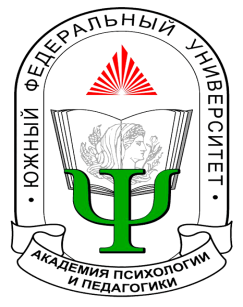 • ЮЖНЫЙ ФЕДЕРАЛЬНЫЙ УНИВЕРСИТЕТ •
Ψ
АКАДЕМИЯ ПСИХОЛОГИИ
И ПЕДАГОГИКИ